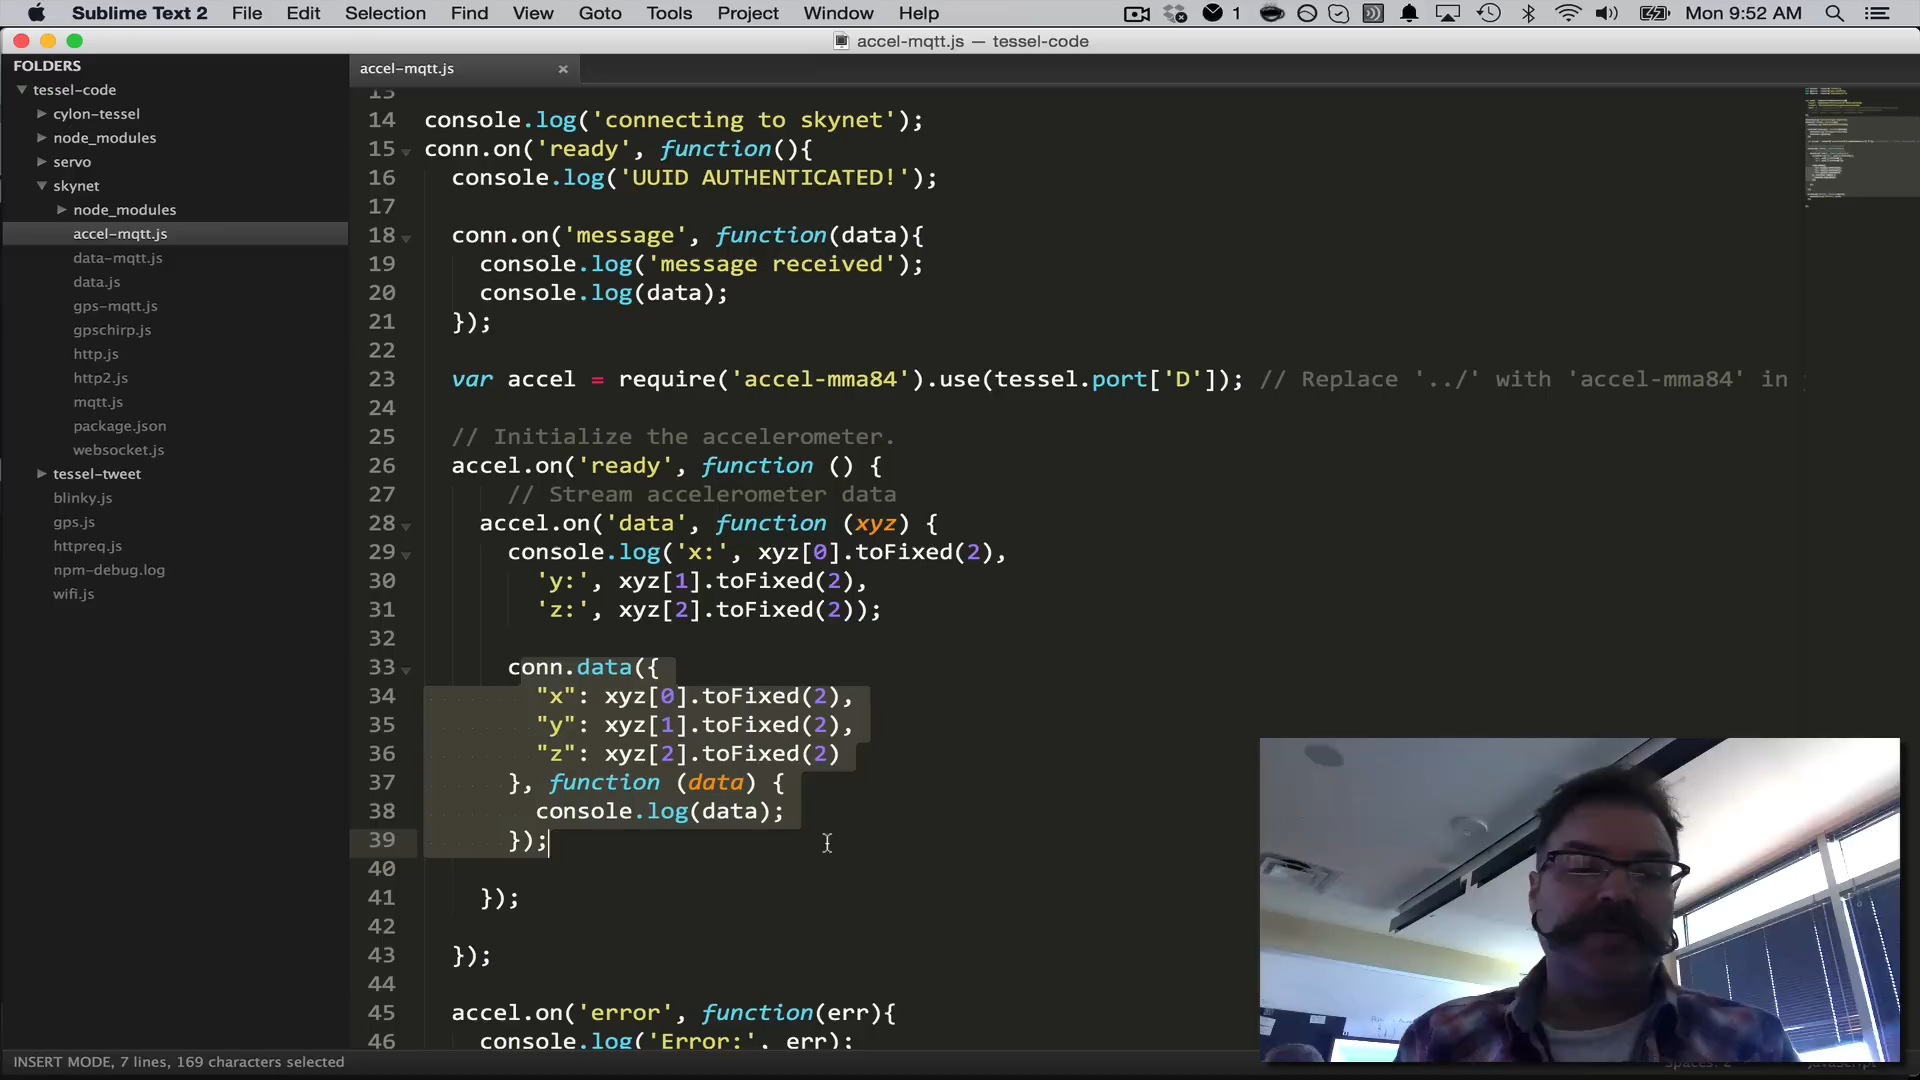 Sublime Text 2 File Edit Selection Find View Goto Tools Project Window Help 1 Mon 9:52 AM
accel-mqtt.js — tessel-code
FOLDERS
tessel-code
cylon-tessel
node_modules
servo
skynet
node_modules
accel-mqtt.js
data-mqtt.js
data.js
gps-mqtt.js
gpschirp.js
http.js
http2.js
mqtt.js
package.json
websocket.js
tessel-tweet
blinky.js
gps.js
httpreq.js
npm-debug.log
wifi.js
accel-mqtt.js ×
13
14 console.log('connecting to skynet');
15 conn.on('ready', function(){
16 console.log('UUID AUTHENTICATED!');
17
18 conn.on('message', function(data){
19 console.log('message received');
20 console.log(data);
21 });
22
23 var accel = require('accel-mma84').use(tessel.port['D']); // Replace '../' with 'accel-mma84' in
24
25 // Initialize the accelerometer.
26 accel.on('ready', function () {
27 // Stream accelerometer data
28 accel.on('data', function (xyz) {
29 console.log('x:', xyz[0].toFixed(2),
30 'y:', xyz[1].toFixed(2),
31 'z:', xyz[2].toFixed(2));
32
33 conn.data({
34 "x": xyz[0].toFixed(2),
35 "y": xyz[1].toFixed(2),
36 "z": xyz[2].toFixed(2)
37 }, function (data) {
38 console.log(data);
39 });
40
41 });
42
43 });
44
45 accel.on('error', function(err){
46 console.log('Error:', err);
INSERT MODE, 7 lines, 169 characters selected